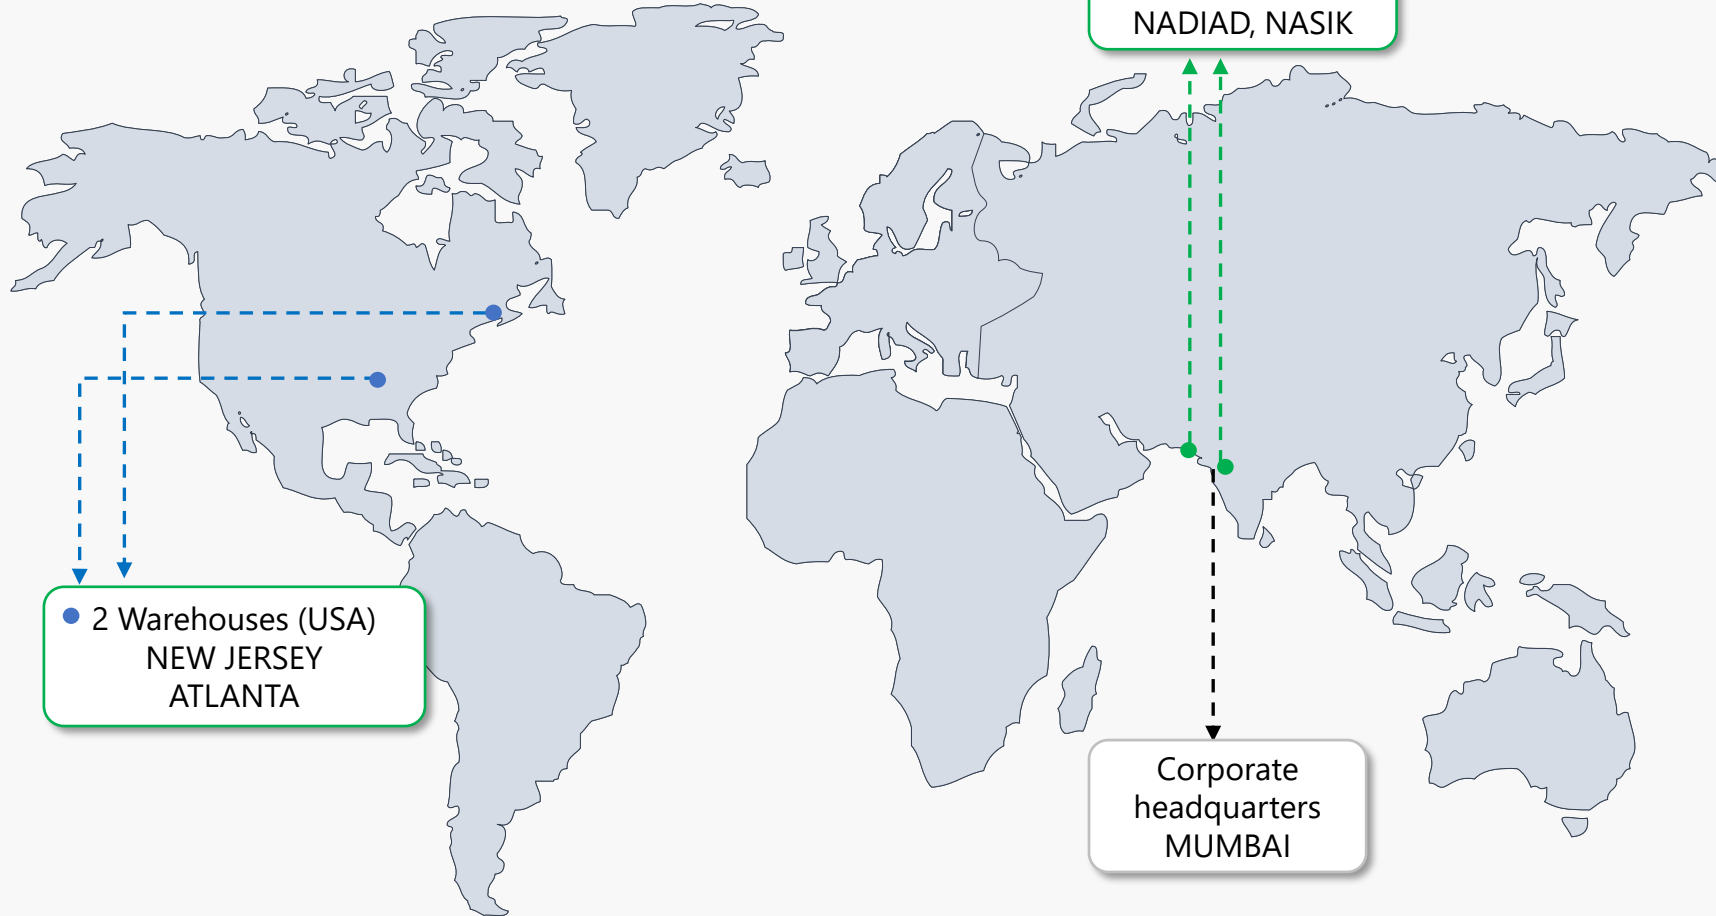 NADIAD, NASIK
2 Warehouses (USA)
NEW JERSEY
ATLANTA
Corporate
headquarters
MUMBAI